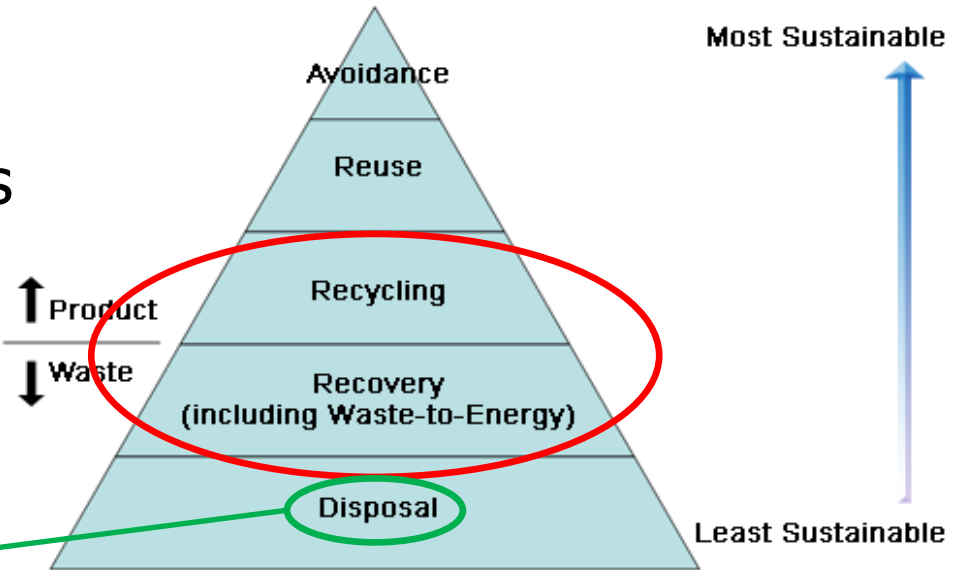 Most Sustainable
Avoidance
Reuse
s
Recycling
Product
Waste
Recovery
(including Waste-to-Energy)
Disposal
Least Sustainable